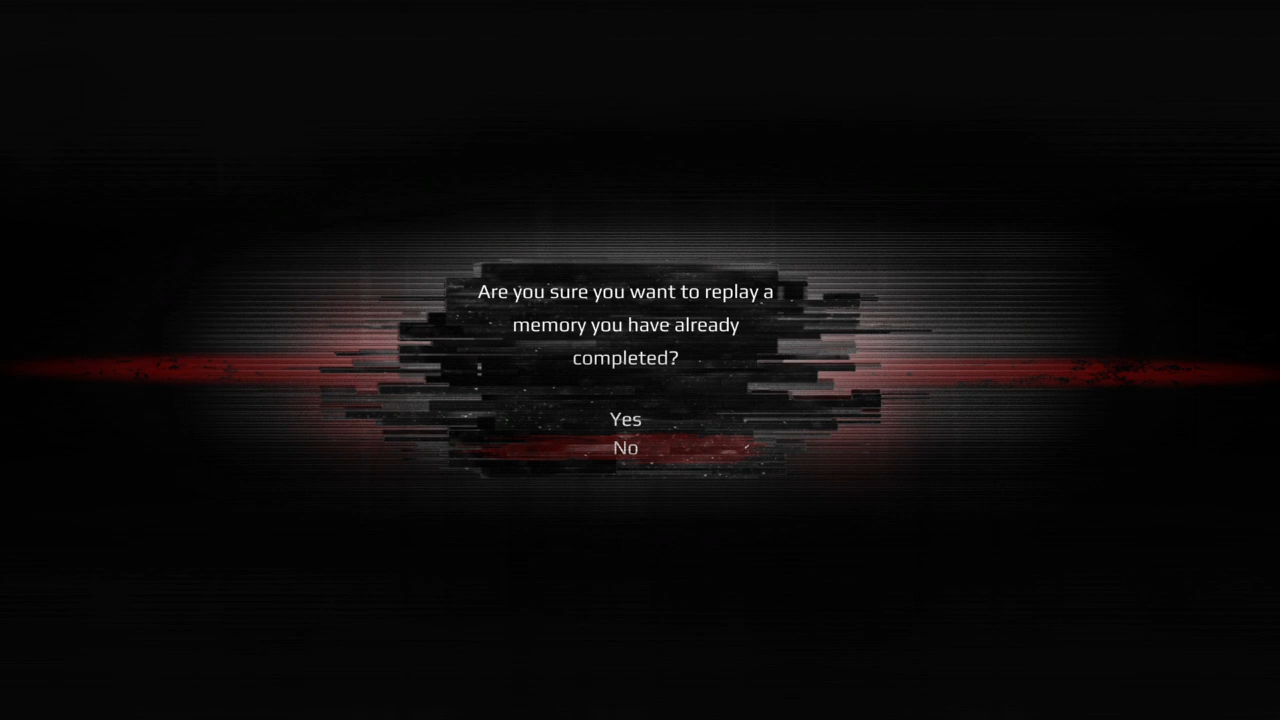 Are you sure you want to replay a
memory you have already
completed?
Yes
No